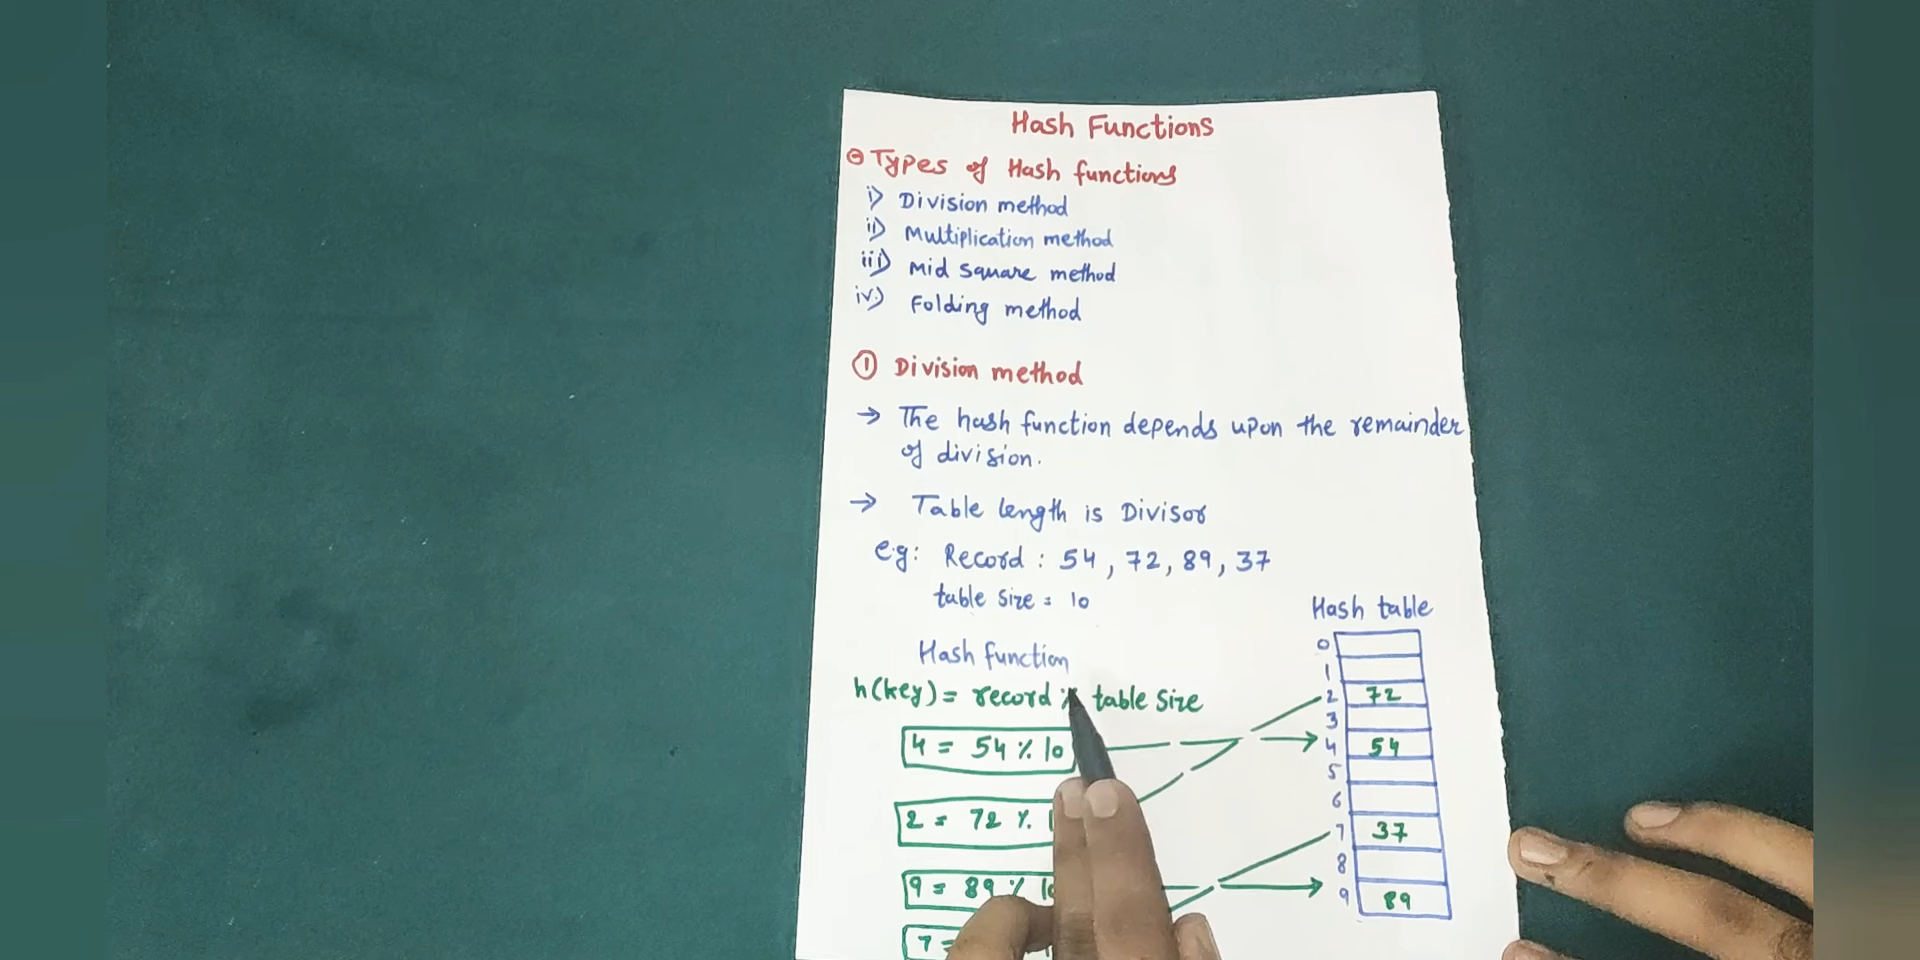 Hash Functions
Types of Hash functions
i) Division method
ii) Multiplication method
iii) Mid Square method
iv.) Folding method
① Division method
→ The hash function depends upon the remainder
of division.
→ Table length is Divisor
e.g: Record : 54, 72, 89, 37
table size = 10
Hash table
Hash function
h(key) = record % table size
4 = 54 % 10
2 = 72 %
9 = 89 % 10
7 =
0
1
2 72
3
4 54
5
6
7 37
8
9 89